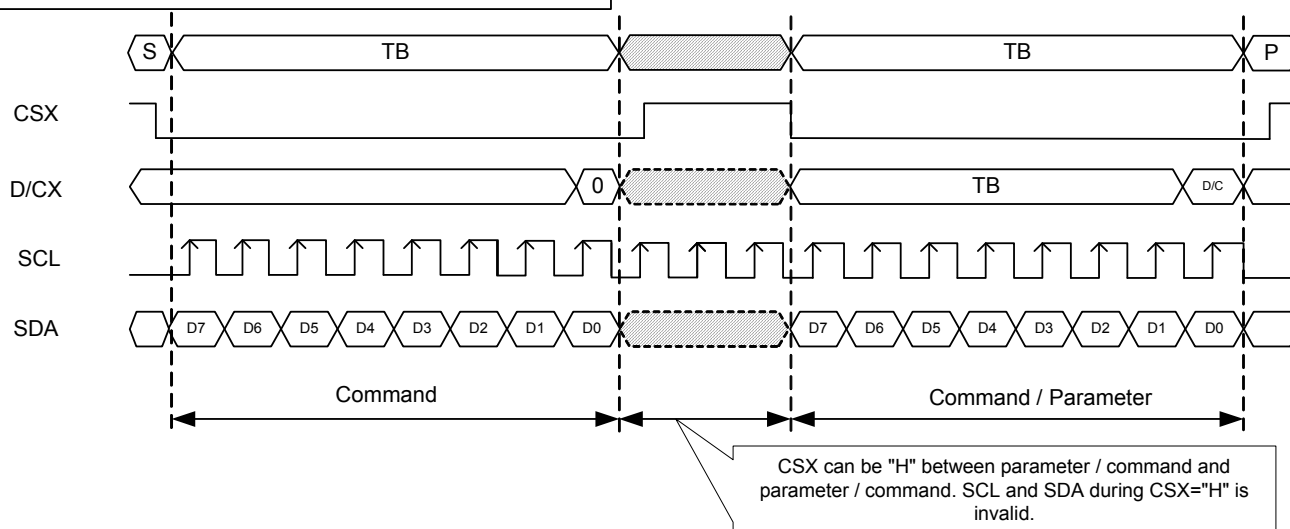 S TB TB P
CSX
D/CX 0 TB D/C
SCL
SDA D7 D6 D5 D4 D3 D2 D1 D0 D7 D6 D5 D4 D3 D2 D1 D0
Command Command / Parameter
CSX can be "H" between parameter / command and
parameter / command. SCL and SDA during CSX="H" is
invalid.